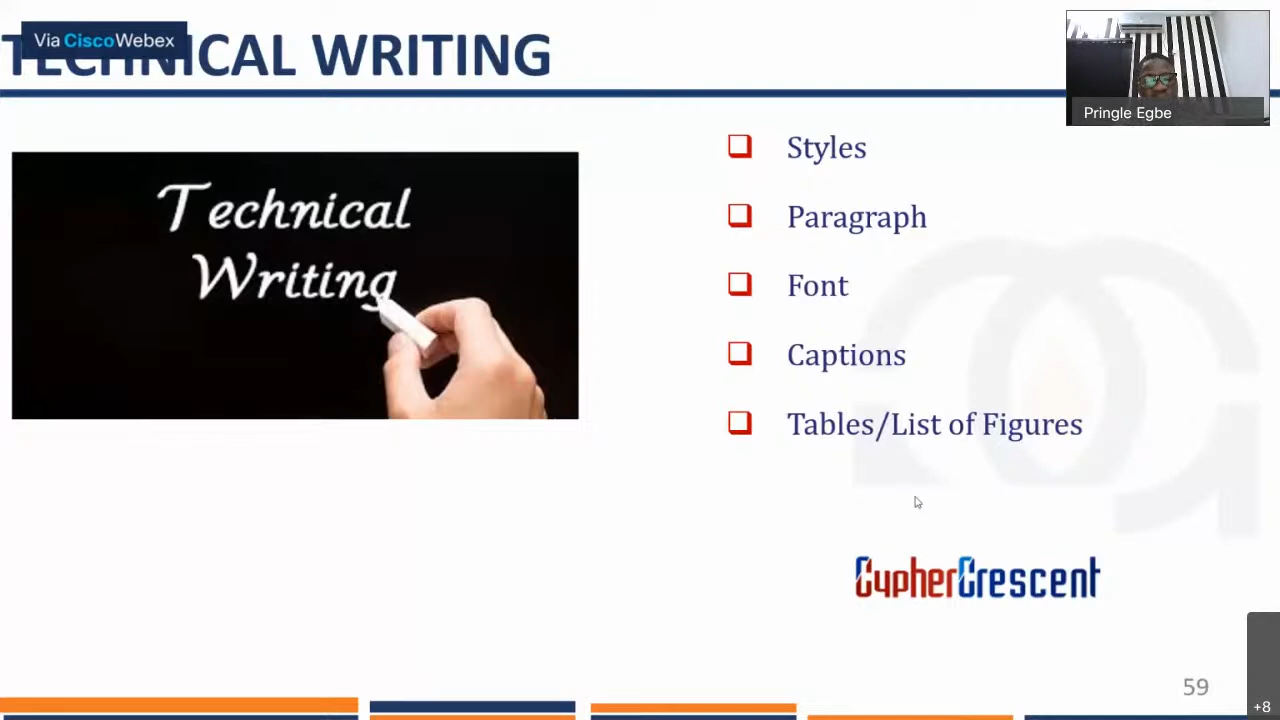 Via CiscoWebex
TECHNICAL WRITING
Pringle Egbe
Technical
Writing
Styles
Paragraph
Font
Captions
Tables/List of Figures
CypherCrescent
59
+8